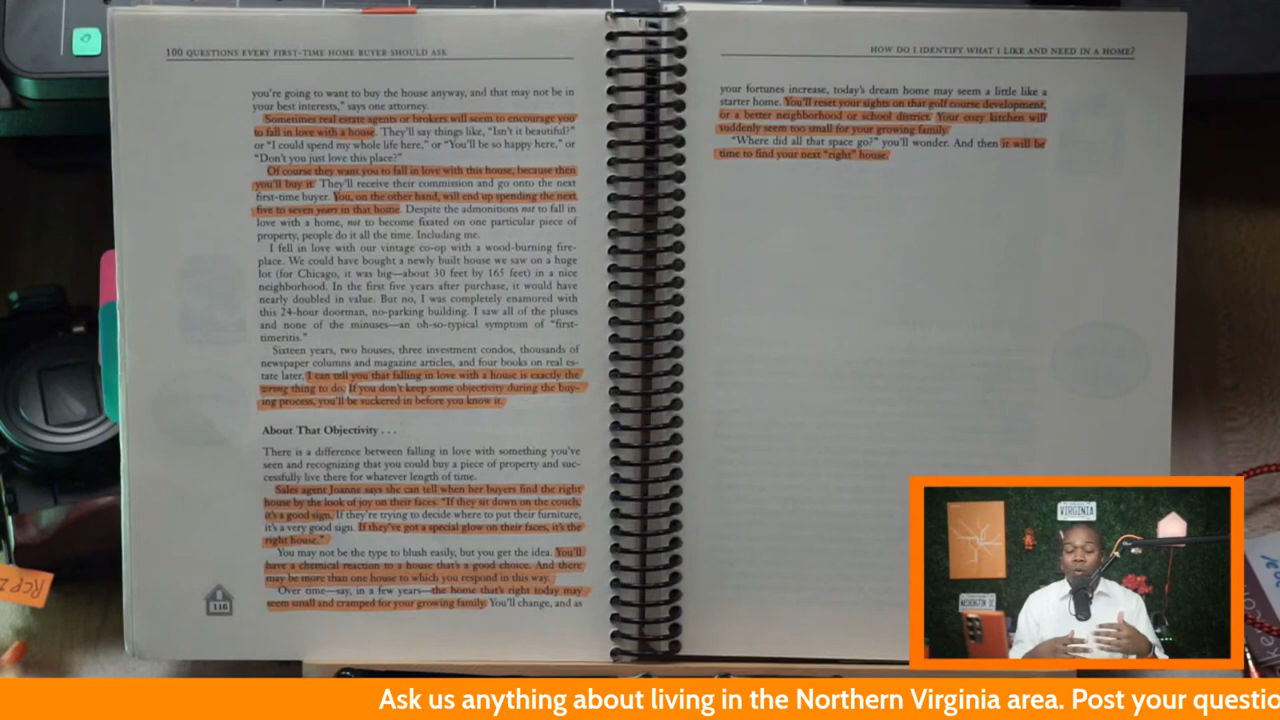 100 QUESTIONS EVERY FIRST-TIME HOME BUYER SHOULD ASK
you're going to want to buy the house anyway, and that may not be in
your best interests," says one attorney.
Sometimes real estate agents or brokers will seem to encourage you
to fall in love with a house. They'll say things like, "Isn't it beautiful?"
or "I could spend my whole life here," or "You'll be so happy here," or
"Don't you just love this place?"
Of course they want you to fall in love with this house, because then
you'll buy it. They'll receive their commission and go onto the next
first-time buyer. You, on the other hand, will end up spending the next
five to seven years in that home. Despite the admonitions not to fall in
love with a home, not to become fixated on one particular piece of
property, people do it all the time. Including me.
I fell in love with our vintage co-op with a wood-burning fire-
place. We could have bought a newly built house we saw on a huge
lot (for Chicago, it was big—about 30 feet by 165 feet) in a nice
neighborhood. In the first five years after purchase, it would have
nearly doubled in value. But no, I was completely enamored with
this 24-hour doorman, no-parking building. I saw all of the pluses
and none of the minuses—an oh-so-typical symptom of "first-
timeritis."
Sixteen years, two houses, three investment condos, thousands of
newspaper columns and magazine articles, and four books on real es-
tate later, I can tell you that falling in love with a house is exactly the
wrong thing to do. If you don't keep some objectivity during the buy-
ing process, you'll be suckered in before you know it.
About That Objectivity . . .
There is a difference between falling in love with something you've
seen and recognizing that you could buy a piece of property and suc-
cessfully live there for whatever length of time.
Sales agent Joanne says she can tell when her buyers find the right
house by the look of joy on their faces. "If they sit down on the couch,
it's a good sign. If they're trying to decide where to put their furniture,
it's a very good sign. If they've got a special glow on their faces, it's the
right house."
You may not be the type to blush easily, but you get the idea. You'll
have a chemical reaction to a house that's a good choice. And there
may be more than one house to which you respond in this way.
Over time—say, in a few years—the home that's right today may
seem small and cramped for your growing family. You'll change, and as
116
HOW DO I IDENTIFY WHAT I LIKE AND NEED IN A HOME?
your fortunes increase, today's dream home may seem a little like a
starter home. You'll reset your sights on that golf course development,
or a better neighborhood or school district. Your cozy kitchen will
suddenly seem too small for your growing family.
"Where did all that space go?" you'll wonder. And then it will be
time to find your next "right" house.
VIRGINIA
WASHINGTON DC
Ask us anything about living in the Northern Virginia area. Post your questio